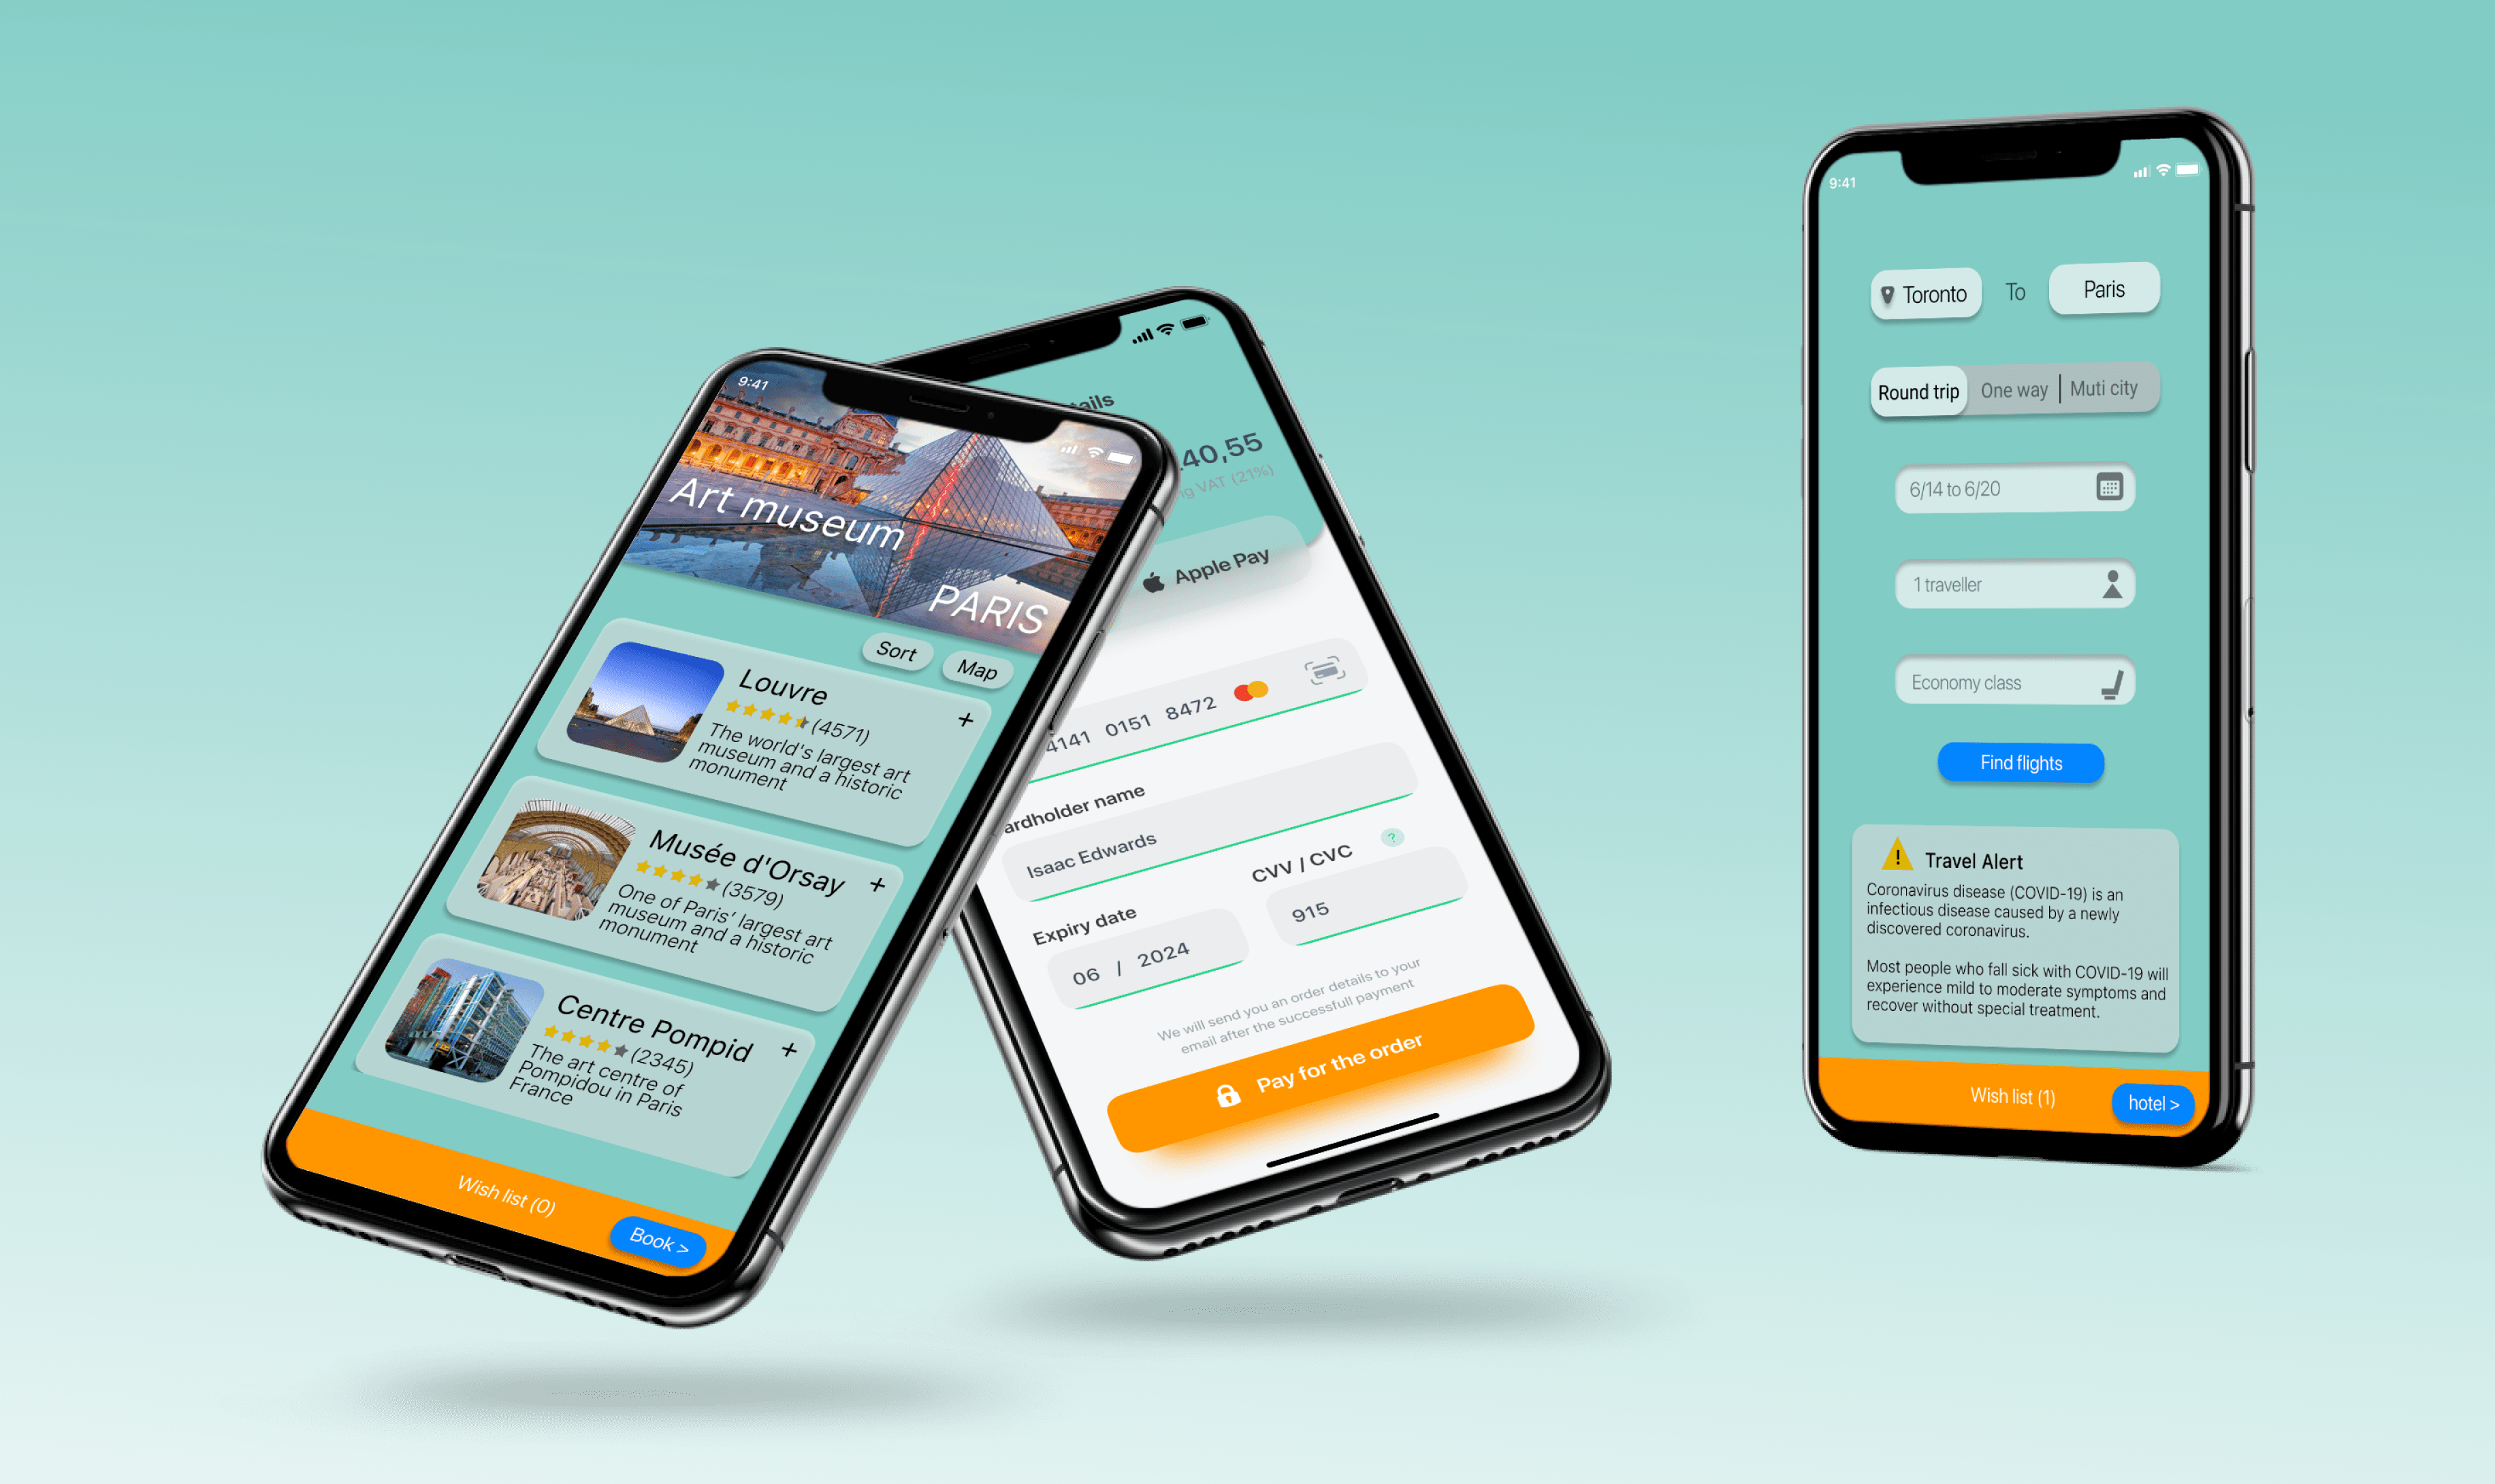 9:41
Art museum
PARIS
Sort
Map
Louvre
(4571)
The world's largest art
museum and a historic
monument
+
Musée d'Orsay
(3579)
One of Paris' largest art
museum and a historic
monument
+
Centre Pompid
(2345)
The art centre of
Pompidou in Paris
France
+
Wish list (0)
Book >
ails
40,55
ng VAT (21%)
Apple Pay
4141 0151 8472
ardholder name
Isaac Edwards
Expiry date
06 / 2024
CVV / CVC
?
915
We will send you an order details to your
email after the successfull payment
Pay for the order
9:41
Toronto
To
Paris
Round trip
One way
Muti city
6/14 to 6/20
1 traveller
Economy class
Find flights
Travel Alert
Coronavirus disease (COVID-19) is an
infectious disease caused by a newly
discovered coronavirus.
Most people who fall sick with COVID-19 will
experience mild to moderate symptoms and
recover without special treatment.
Wish list (1)
hotel >